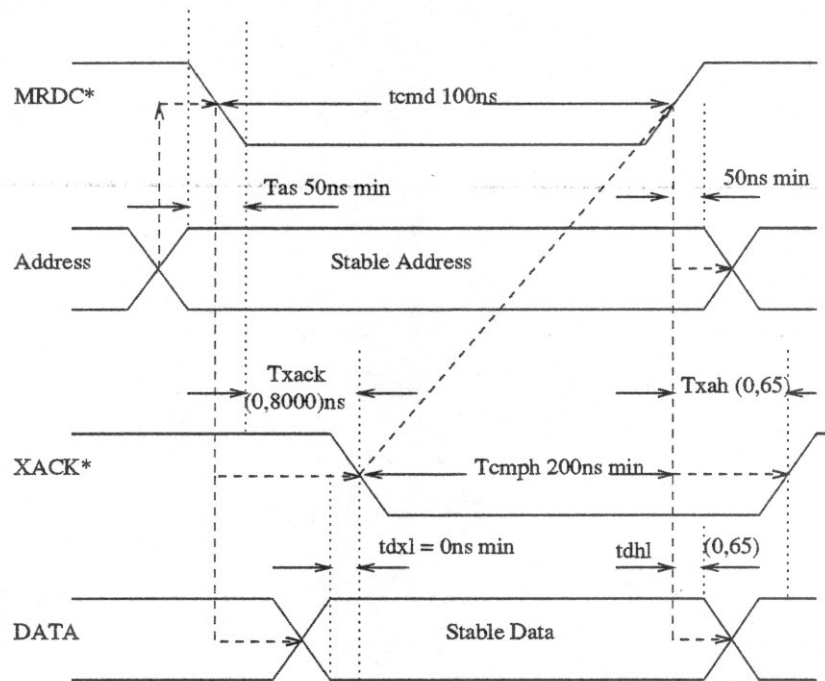 MRDC*
tcmd 100ns
Tas 50ns min
50ns min
Address
Stable Address
Txack
(0,8000)ns
Txah (0,65)
XACK*
Tcmph 200ns min
tdxl = 0ns min
tdhl
(0,65)
DATA
Stable Data